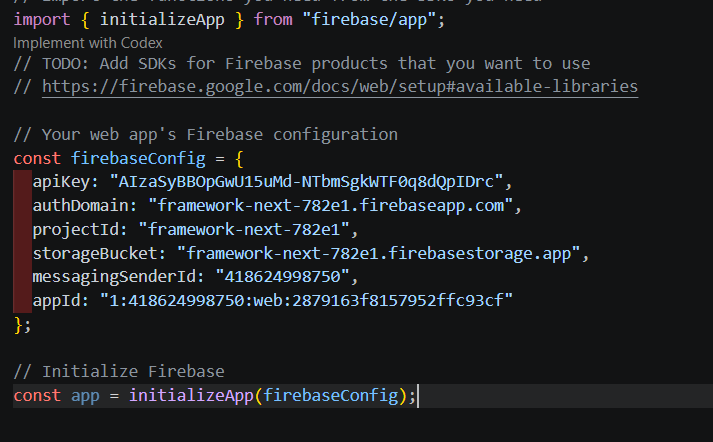 import { initializeApp } from "firebase/app";
Implement with Codex
// TODO: Add SDKs for Firebase products that you want to use
// https://firebase.google.com/docs/web/setup#available-libraries
// Your web app's Firebase configuration
const firebaseConfig = {
apiKey: "AIzaSyBBOpGwU15uMd-NTbmSgkWTF0q8dQpIDrc",
authDomain: "framework-next-782e1.firebaseapp.com",
projectId: "framework-next-782e1",
storageBucket: "framework-next-782e1.firebasestorage.app",
messagingSenderId: "418624998750",
appId: "1:418624998750:web:2879163f8157952ffc93cf"
};
// Initialize Firebase
const app = initializeApp(firebaseConfig);